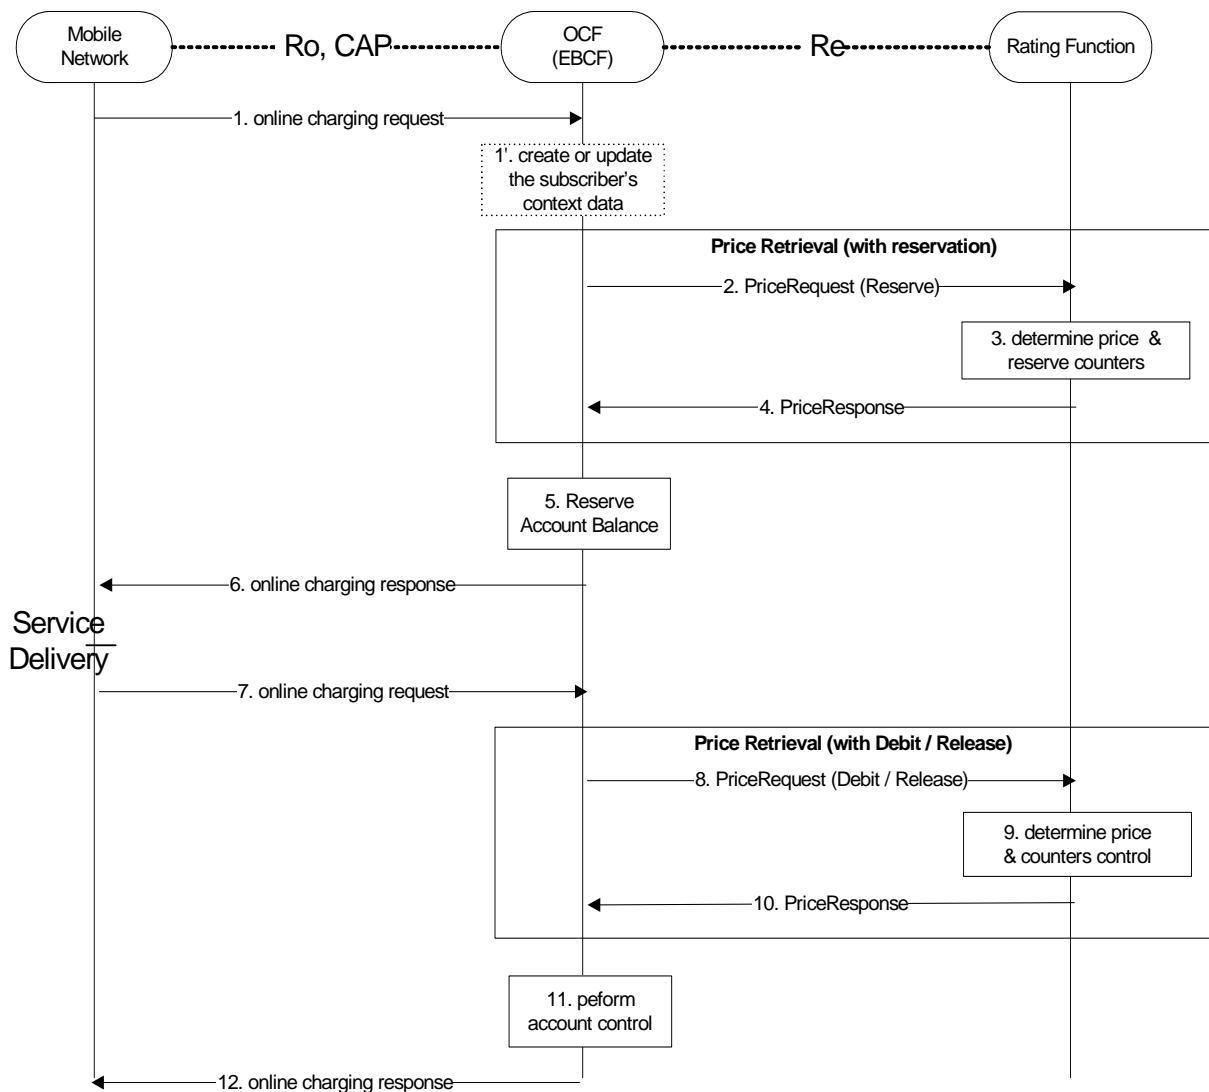 Mobile
Network
Ro, CAP
OCF
(EBCF)
Re
Rating Function
1. online charging request
1'. create or update
the subscriber's
context data
Price Retrieval (with reservation)
2. PriceRequest (Reserve)
3. determine price &
reserve counters
4. PriceResponse
5. Reserve
Account Balance
6. online charging response
Service
Delivery
7. online charging request
Price Retrieval (with Debit / Release)
8. PriceRequest (Debit / Release)
9. determine price
& counters control
10. PriceResponse
11. peform
account control
12. online charging response